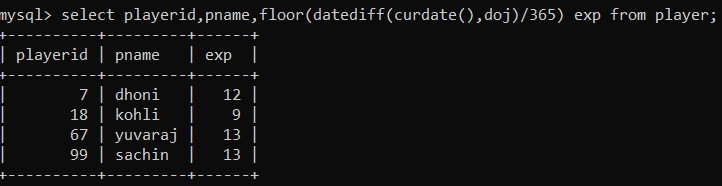 mysql> select playerid,pname,floor(datediff(curdate(),doj)/365) exp from player;
+----------+---------+------+
| playerid | pname   | exp  |
+----------+---------+------+
|        7 | dhoni   |   12 |
|       18 | kohli   |    9 |
|       67 | yuvaraj |   13 |
|       99 | sachin  |   13 |
+----------+---------+------+